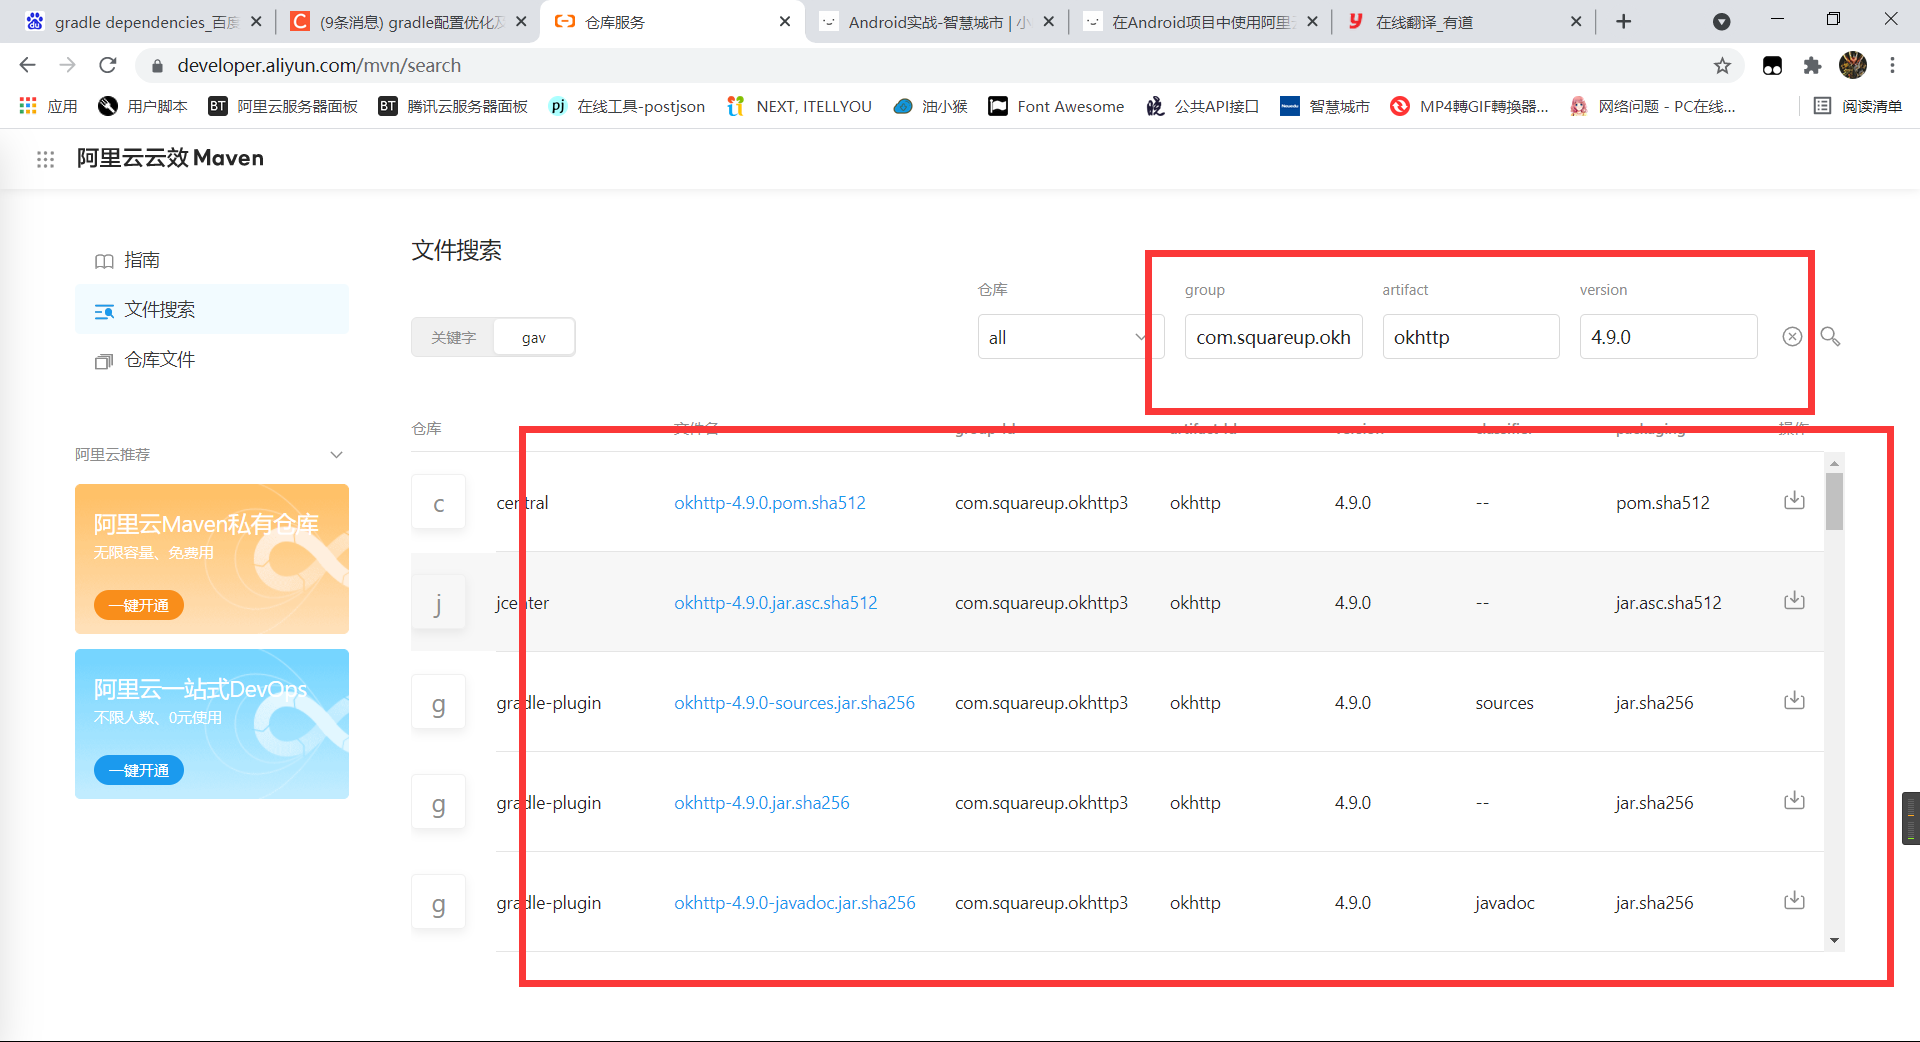 gradle dependencies_百度
(9条消息) gradle配置优化及
仓库服务
Android实战-智慧城市 | 小
在Android项目中使用阿里云
在线翻译_有道
developer.aliyun.com/mvn/search
应用
用户脚本
BT 阿里云服务器面板
BT 腾讯云服务器面板
pj 在线工具-postjson
NEXT, ITELLYOU
油小猴
Font Awesome
公共API接口
智慧城市
MP4轉GIF轉換器...
网络问题 - PC在线...
阅读清单
阿里云云效 Maven
指南
文件搜索
仓库文件
阿里云推荐
阿里云Maven私有仓库
无限容量、免费用
一键开通
阿里云一站式DevOps
不限人数、0元使用
一键开通
文件搜索
关键字 gav
仓库 group artifact version
all com.squareup.okh okhttp 4.9.0
仓库 文件名 group Id artifact Id version classifier packaging 操作
c central okhttp-4.9.0.pom.sha512 com.squareup.okhttp3 okhttp 4.9.0 -- pom.sha512
j jcenter okhttp-4.9.0.jar.asc.sha512 com.squareup.okhttp3 okhttp 4.9.0 -- jar.asc.sha512
g gradle-plugin okhttp-4.9.0-sources.jar.sha256 com.squareup.okhttp3 okhttp 4.9.0 sources jar.sha256
g gradle-plugin okhttp-4.9.0.jar.sha256 com.squareup.okhttp3 okhttp 4.9.0 -- jar.sha256
g gradle-plugin okhttp-4.9.0-javadoc.jar.sha256 com.squareup.okhttp3 okhttp 4.9.0 javadoc jar.sha256